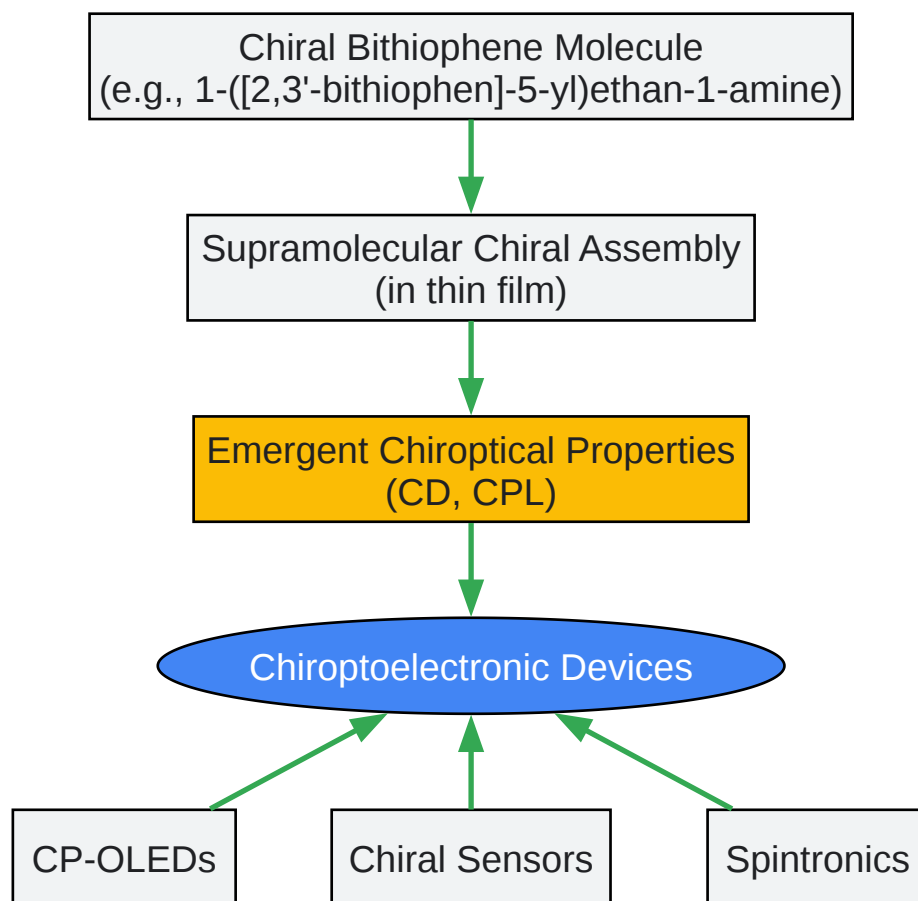 Chiral Bithiophene Molecule
(e.g., 1-([2,3'-bithiophen]-5-yl)ethan-1-amine)
Supramolecular Chiral Assembly
(in thin film)
Emergent Chiroptical Properties
(CD, CPL)
Chiroptoelectronic Devices
CP-OLEDs
Chiral Sensors
Spintronics